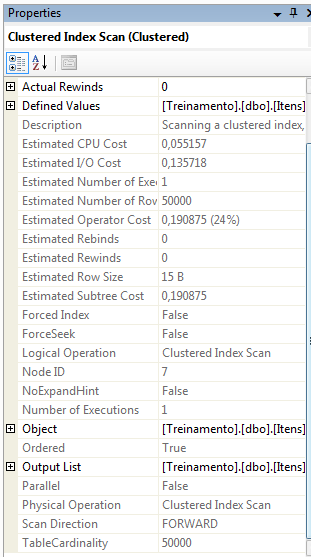 Properties
Clustered Index Scan (Clustered)
Actual Rewinds 0
Defined Values [Treinamento].[dbo].[Itens]
Description Scanning a clustered index,
Estimated CPU Cost 0,055157
Estimated I/O Cost 0,135718
Estimated Number of Exe 1
Estimated Number of Rov 50000
Estimated Operator Cost 0,190875 (24%)
Estimated Rebinds 0
Estimated Rewinds 0
Estimated Row Size 15 B
Estimated Subtree Cost 0,190875
Forced Index False
ForceSeek False
Logical Operation Clustered Index Scan
Node ID 7
NoExpandHint False
Number of Executions 1
Object [Treinamento].[dbo].[Itens]
Ordered True
Output List [Treinamento].[dbo].[Itens]
Parallel False
Physical Operation Clustered Index Scan
Scan Direction FORWARD
TableCardinality 50000